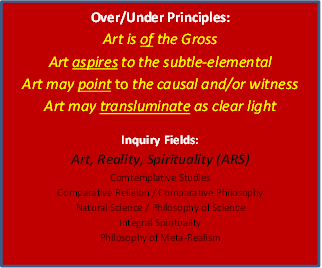 Over/Under Principles:
Art is of the Gross
Art aspires to the subtle-elemental
Art may point to the causal and/or witness
Art may transluminate as clear light
Inquiry Fields:
Art, Reality, Spirituality (ARS)
Comtemplative Studies
Comparative Religion / Comparative Philosophy
Natural Science / Philosophy of Science
Integral Spirituality
Philosophy of Meta-Realism